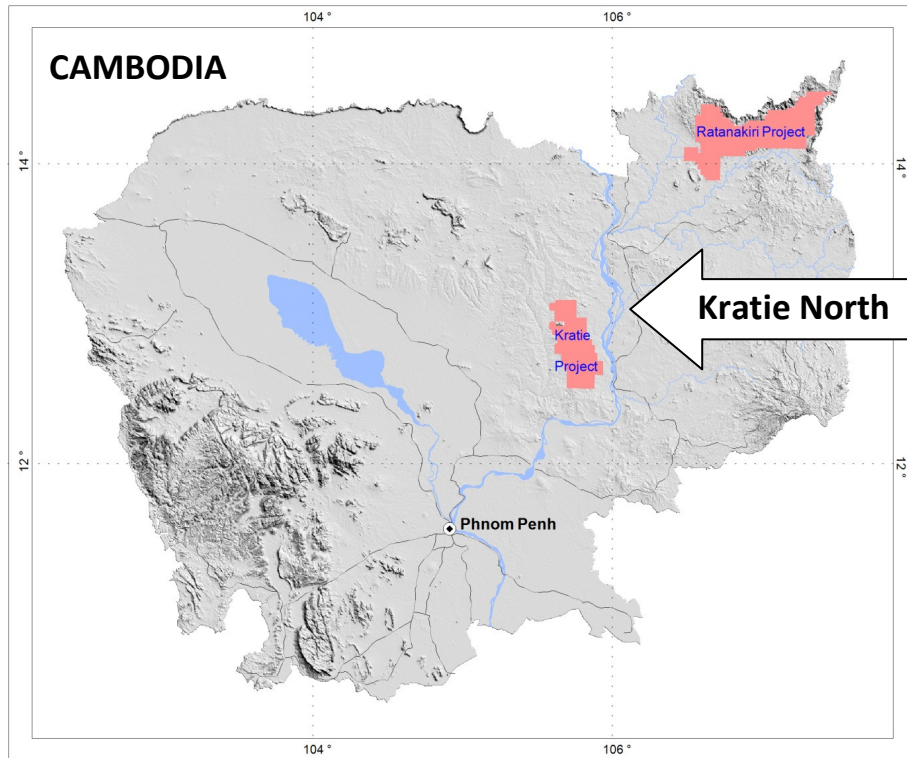 104 °
106 °
CAMBODIA
Ratanakiri Project
14 °
14 °
Kratie North
Kratie
Project
12 °
12 °
Phnom Penh
104 °
106 °